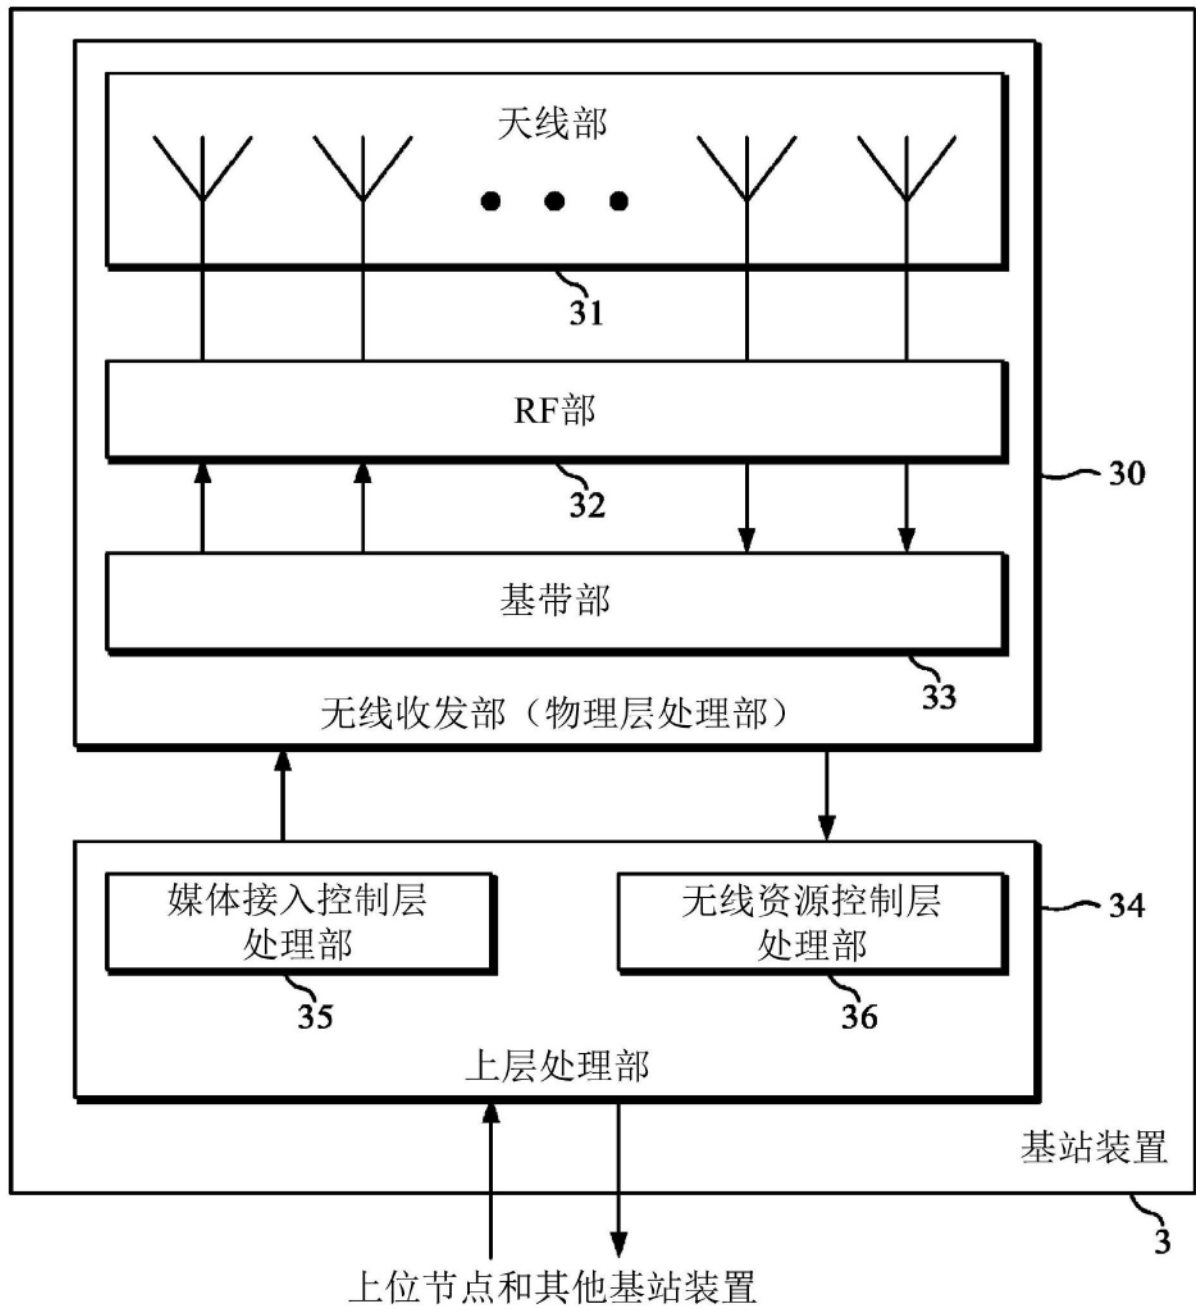 天线部
31
RF部
32
30
基带部
33
无线收发部（物理层处理部）
媒体接入控制层
处理部
35
无线资源控制层
处理部
36
34
上层处理部
基站装置
3
上位节点和其他基站装置